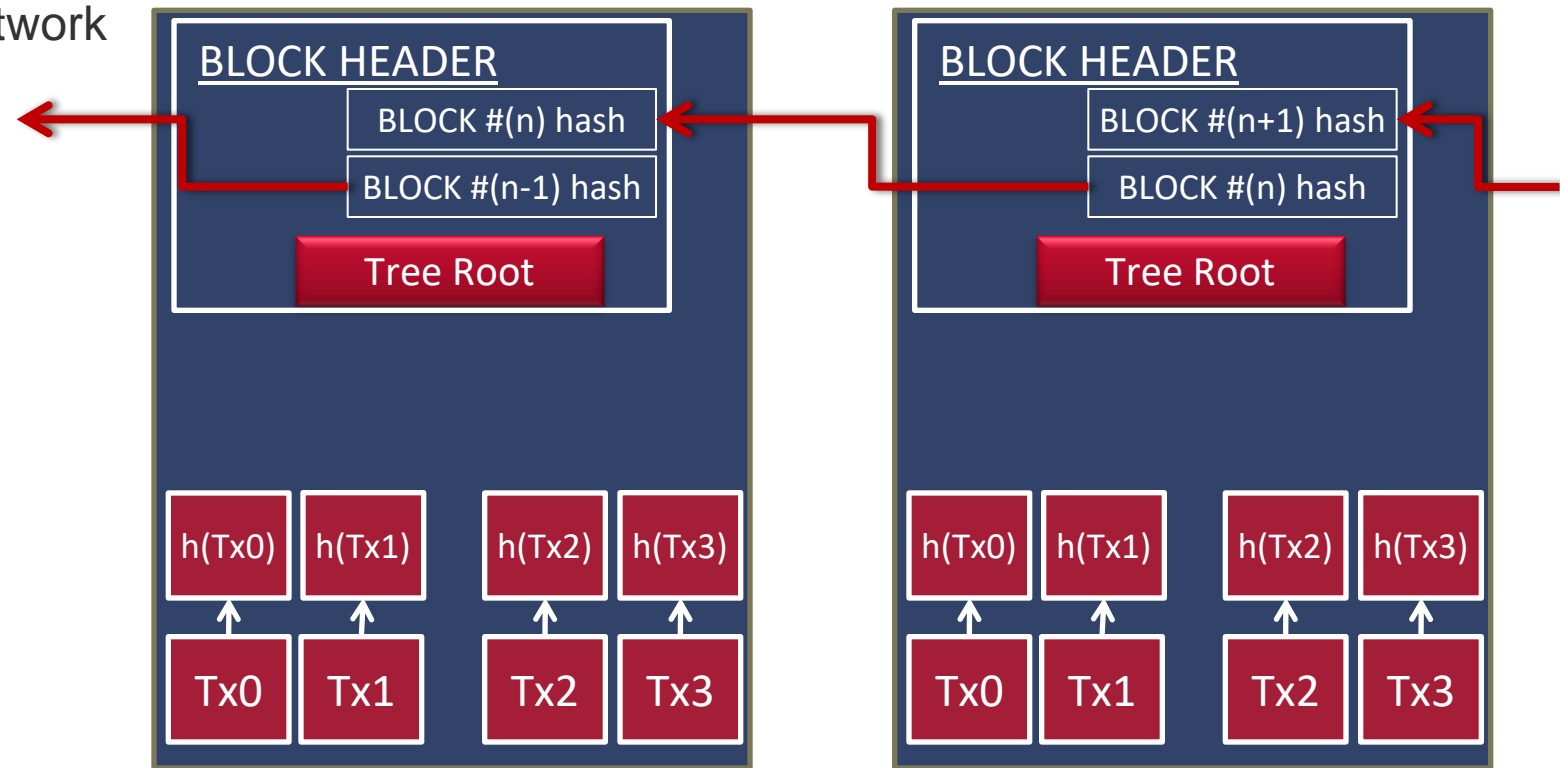 twork
BLOCK HEADER
BLOCK #(n) hash
BLOCK #(n-1) hash
Tree Root
h(Tx0) h(Tx1) h(Tx2) h(Tx3)
Tx0 Tx1 Tx2 Tx3
BLOCK HEADER
BLOCK #(n+1) hash
BLOCK #(n) hash
Tree Root
h(Tx0) h(Tx1) h(Tx2) h(Tx3)
Tx0 Tx1 Tx2 Tx3